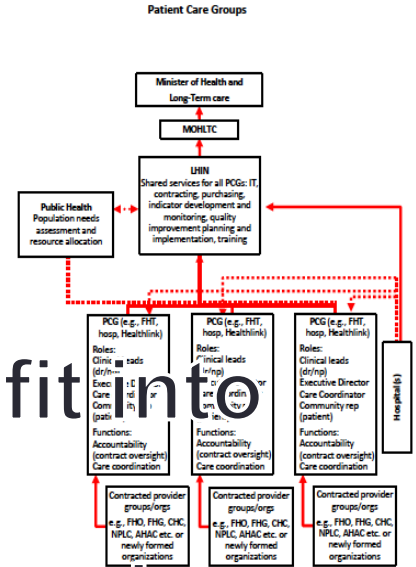 Patient Care Groups
Minister of Health and
Long-Term care
MOHLTC
LHIN
Shared services for all PCGs: IT,
contracting, purchasing,
indicator development and
monitoring, quality
improvement planning and
implementation, training
Public Health
Population needs
assessment and
resource allocation
PCG (e.g., FHT,
hosp, Healthlink)
Roles:
Clinical leads
Care
(patient)
Functions:
Accountability
(contract oversight)
Care coordination
PCG (e.g., FHT,
hosp, Healthlink)
Roles:
leads
Functions:
Accountability
(contract oversight)
Care coordination
PCG (e.g., FHT,
hosp, Healthlink)
Roles:
Clinical leads
(dr/np)
Executive Director
Care Coordinator
Community rep
(patient)
Functions:
Accountability
(contract oversight)
Care coordination
Hospital(s)
fit into
Contracted provider
groups/orgs
e.g., FHO, FHG, CHC,
NPLC, AHAC etc. or
newly formed
organizations
Contracted provider
groups/orgs
e.g., FHO, FHG, CHC,
NPLC, AHAC etc. or
newly formed
organizations
Contracted provider
groups/orgs
e.g., FHO, FHG, CHC,
NPLC, AHAC etc. or
newly formed
organizations